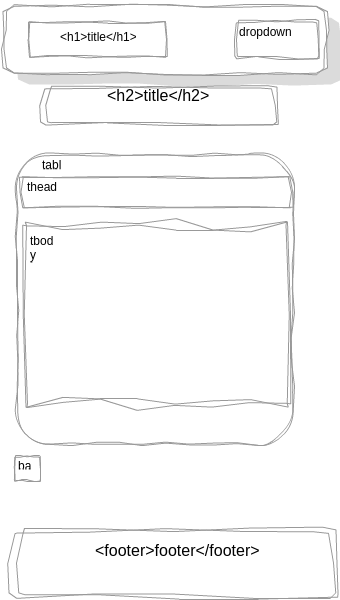 <h1>title</h1>
dropdown
<h2>title</h2>
tabl
thead
tbod
y
ha
<footer>footer</footer>